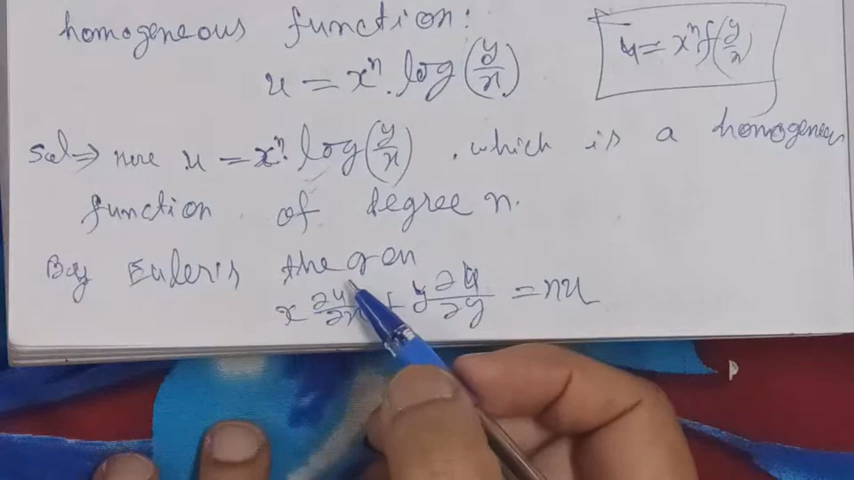 homogeneous function:
u = x^n f(y/x)
u = x^n. log(y/x)
Sol⇒ Here u = x^n. log(y/x), which is a homogeneous
function of degree n.
By Euler's theorem
x ∂u/∂x + y ∂u/∂y = nu